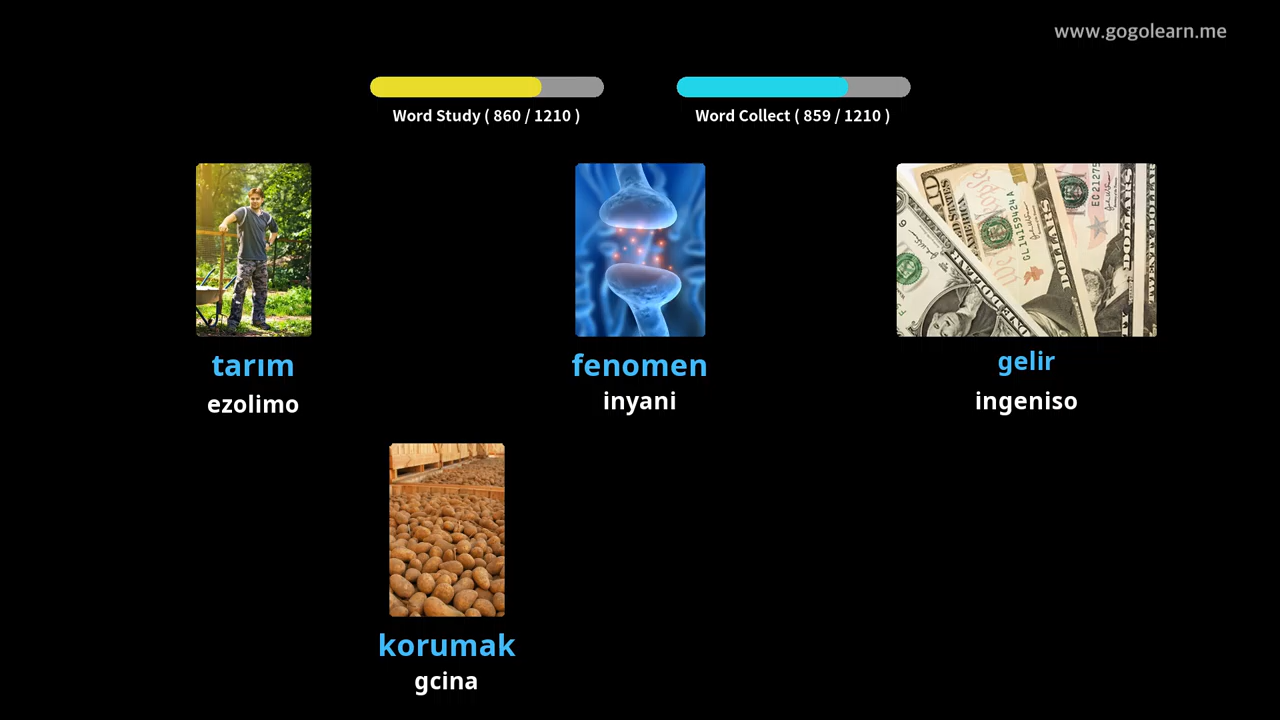 www.gogolearn.me
Word Study ( 860 / 1210 )
Word Collect ( 859 / 1210 )
tarım
ezolimo
fenomen
inyani
gelir
ingeniso
korumak
gcina